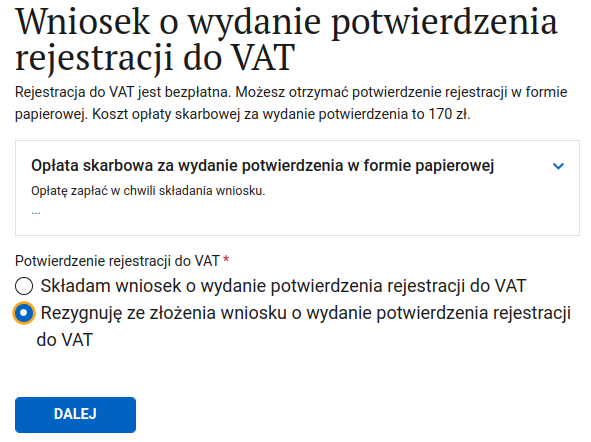 Wniosek o wydanie potwierdzenia
rejestracji do VAT
Rejestracja do VAT jest bezpłatna. Możesz otrzymać potwierdzenie rejestracji w formie
papierowej. Koszt opłaty skarbowej za wydanie potwierdzenia to 170 zł.
Opłata skarbowa za wydanie potwierdzenia w formie papierowej
Opłatę zapłać w chwili składania wniosku.
...
Potwierdzenie rejestracji do VAT *
Składam wniosek o wydanie potwierdzenia rejestracji do VAT
Rezygnuję ze złożenia wniosku o wydanie potwierdzenia rejestracji
do VAT
DALEJ